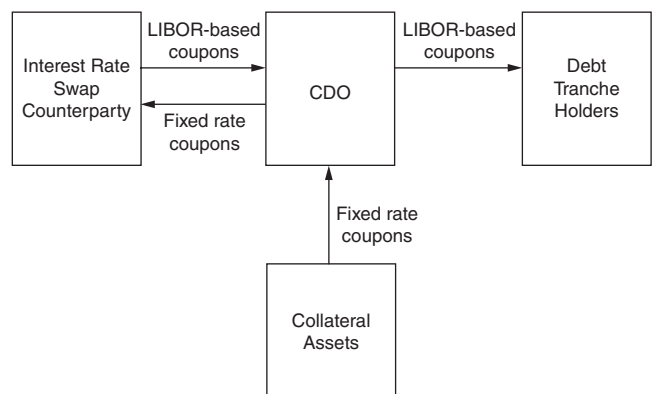 LIBOR-based
coupons
LIBOR-based
coupons
Interest Rate
Swap
Counterparty
CDO
Debt
Tranche
Holders
Fixed rate
coupons
Fixed rate
coupons
Collateral
Assets